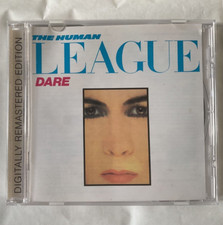 THE HUMAN
LEAGUE
DARE
DIGITALLY REMASTERED EDITION